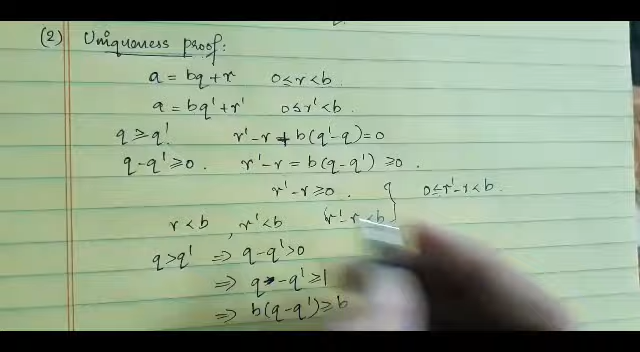 (2) Uniqueness proof:
a = bq + r 0 ≤ r < b.
a = bq' + r' 0 ≤ r' < b.
q ≥ q' r' - r + b(q' - q) = 0
q - q' ≥ 0. r' - r = b(q - q') ≥ 0.
r' - r ≥ 0. } 0 ≤ r' - r < b.
r < b, r' < b r' - r < b
q > q' ⇒ q - q' > 0
⇒ q - q' ≥ 1
⇒ b(q - q') ≥ b